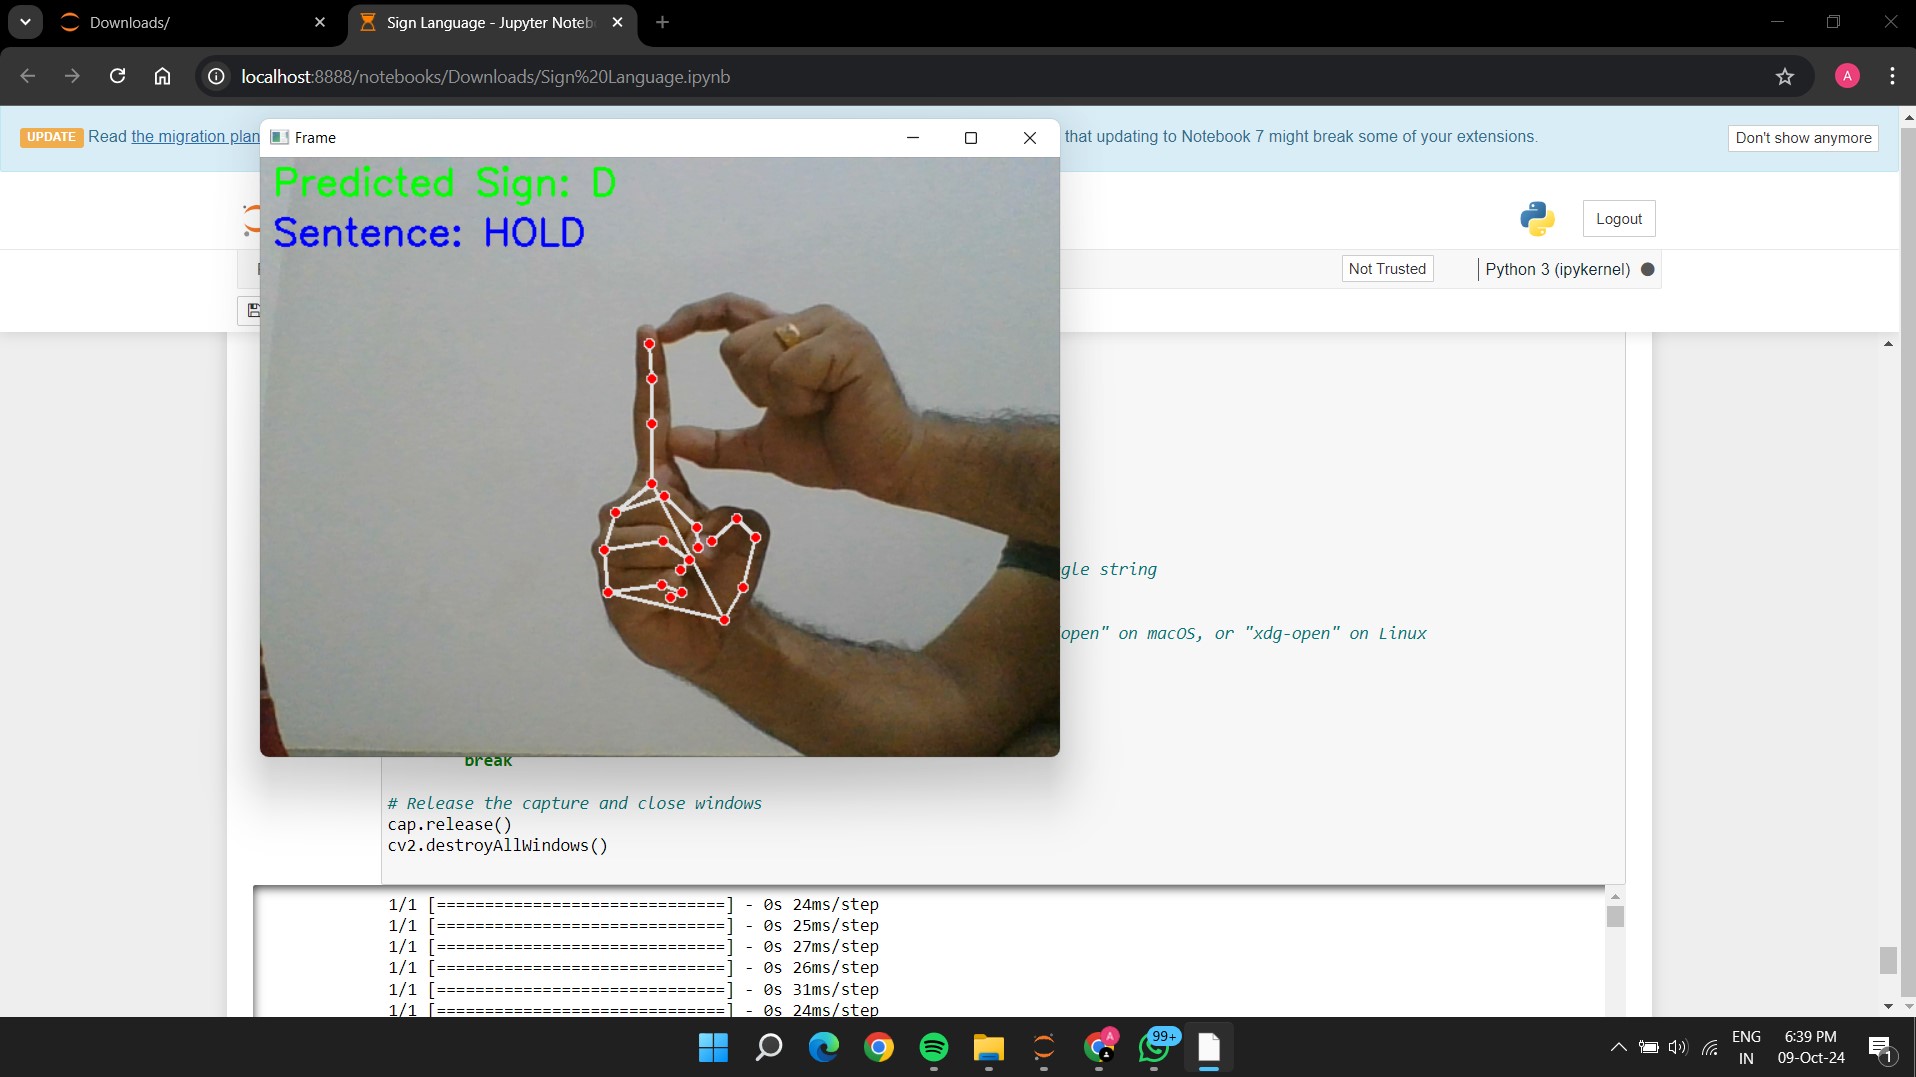 Downloads/
Sign Language - Jupyter Noteb
localhost:8888/notebooks/Downloads/Sign%20Language.ipynb
A
UPDATE Read the migration plan
that updating to Notebook 7 might break some of your extensions.
Don't show anymore
Frame
Predicted Sign: D
Sentence: HOLD
Logout
Not Trusted
Python 3 (ipykernel)
gle string
open" on macOS, or "xdg-open" on Linux
break
# Release the capture and close windows
cap.release()
cv2.destroyAllWindows()
1/1 [==============================] - 0s 24ms/step
1/1 [==============================] - 0s 25ms/step
1/1 [==============================] - 0s 27ms/step
1/1 [==============================] - 0s 26ms/step
1/1 [==============================] - 0s 31ms/step
1/1 [==============================] - 0s 24ms/step
A
99+
ENG
IN
6:39 PM
09-Oct-24
1